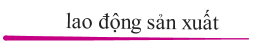 lao động sản xuất